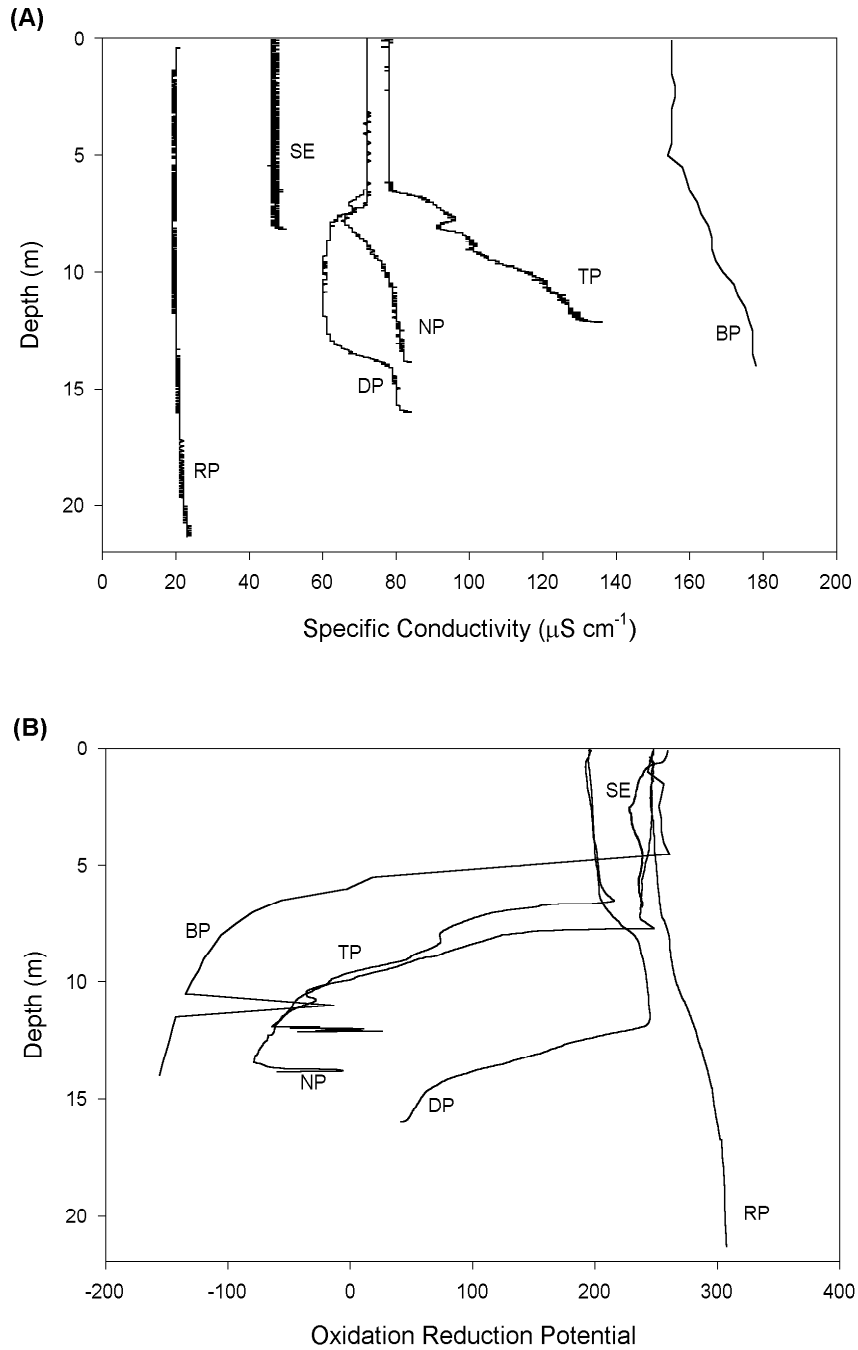 (A)
0
5
10
15
20
Depth (m)
SE
TP
NP
BP
DP
RP
0 20 40 60 80 100 120 140 160 180 200
Specific Conductivity (μS cm⁻¹)
(B)
0
5
10
15
20
Depth (m)
SE
BP
TP
NP
DP
RP
-200 -100 0 100 200 300 400
Oxidation Reduction Potential